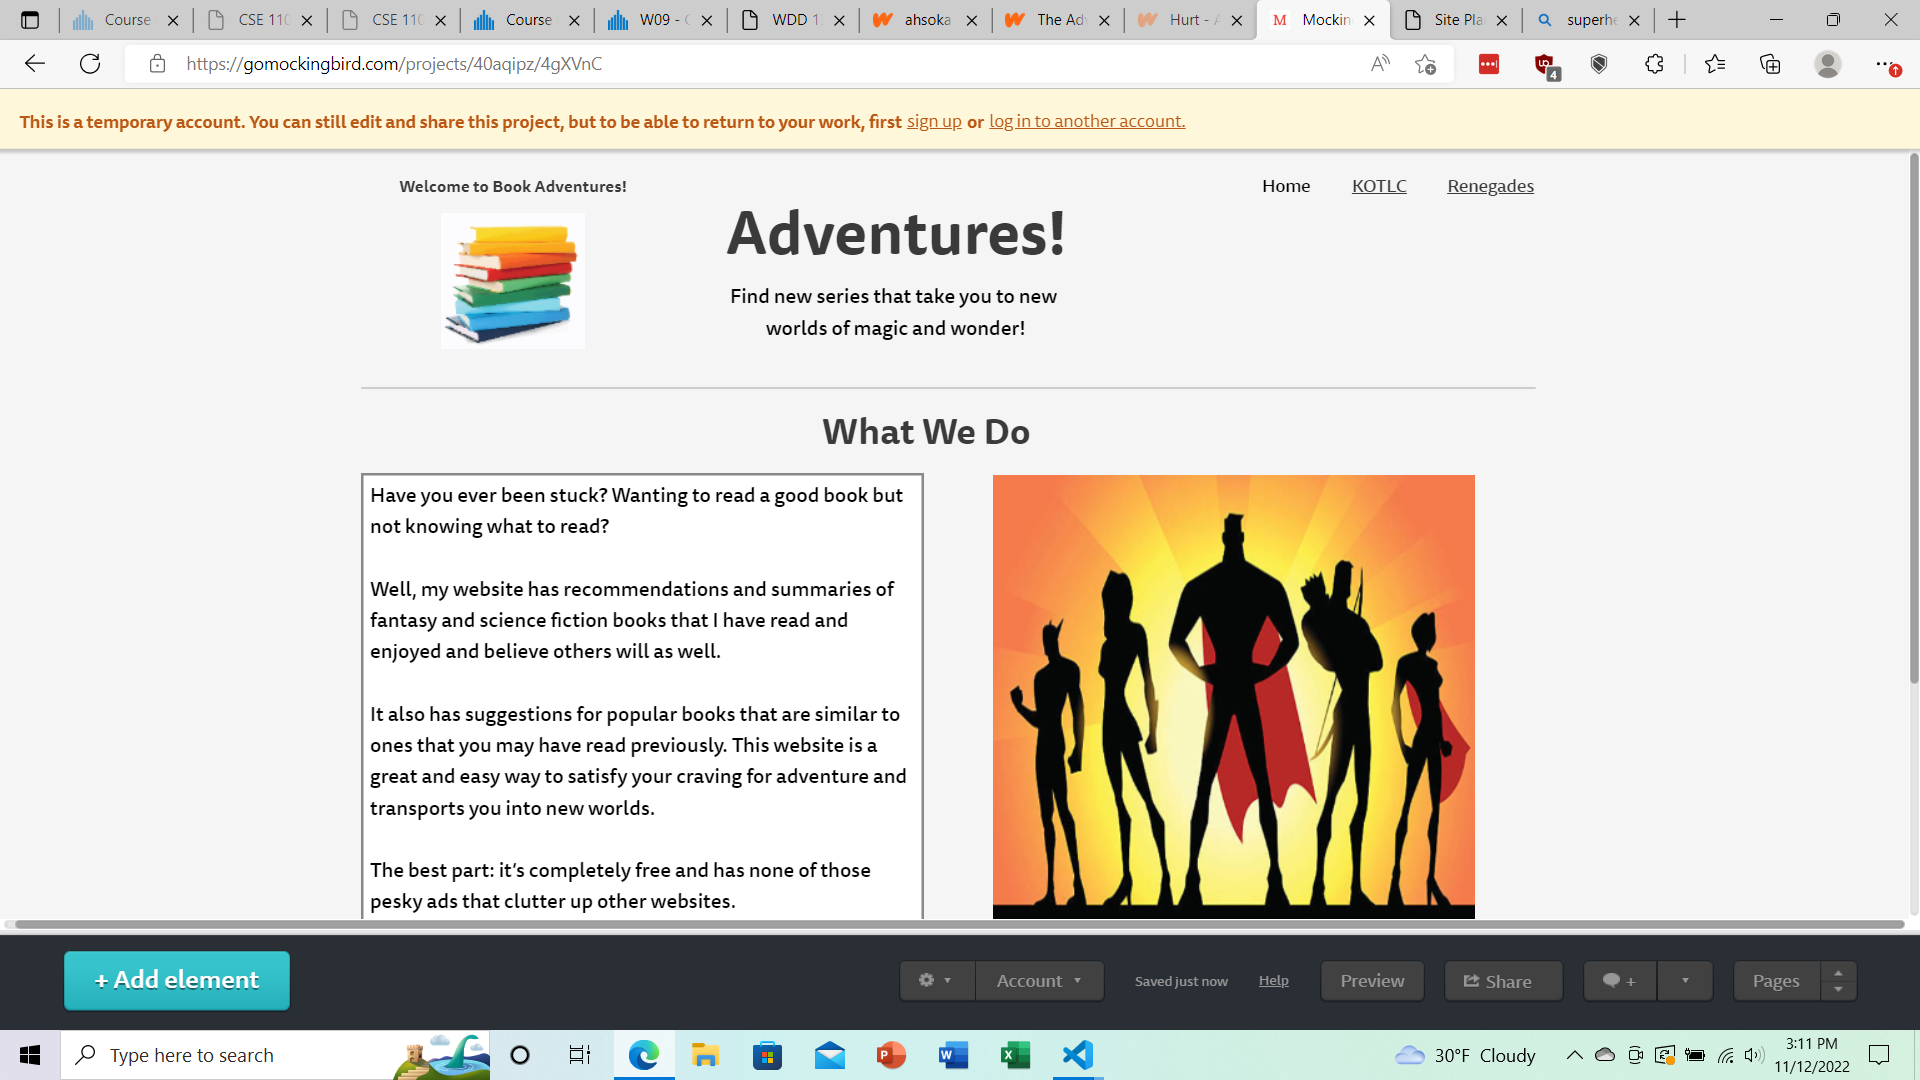 Course
CSE 110
CSE 110
Course
W09 -
WDD 1
ahsoka
The Adv
Hurt -
Mockin
Site Pla
superhe
https://gomockingbird.com/projects/40aqipz/4gXVnC
4
This is a temporary account. You can still edit and share this project, but to be able to return to your work, first sign up or log in to another account.
Welcome to Book Adventures!
Home KOTLC Renegades
Adventures!
Find new series that take you to new
worlds of magic and wonder!
What We Do
Have you ever been stuck? Wanting to read a good book but
not knowing what to read?
Well, my website has recommendations and summaries of
fantasy and science fiction books that I have read and
enjoyed and believe others will as well.
It also has suggestions for popular books that are similar to
ones that you may have read previously. This website is a
great and easy way to satisfy your craving for adventure and
transports you into new worlds.
The best part: it's completely free and has none of those
pesky ads that clutter up other websites.
+ Add element
Account
Saved just now
Help
Preview
Share
+
Pages
Type here to search
30°F Cloudy
3:11 PM
11/12/2022